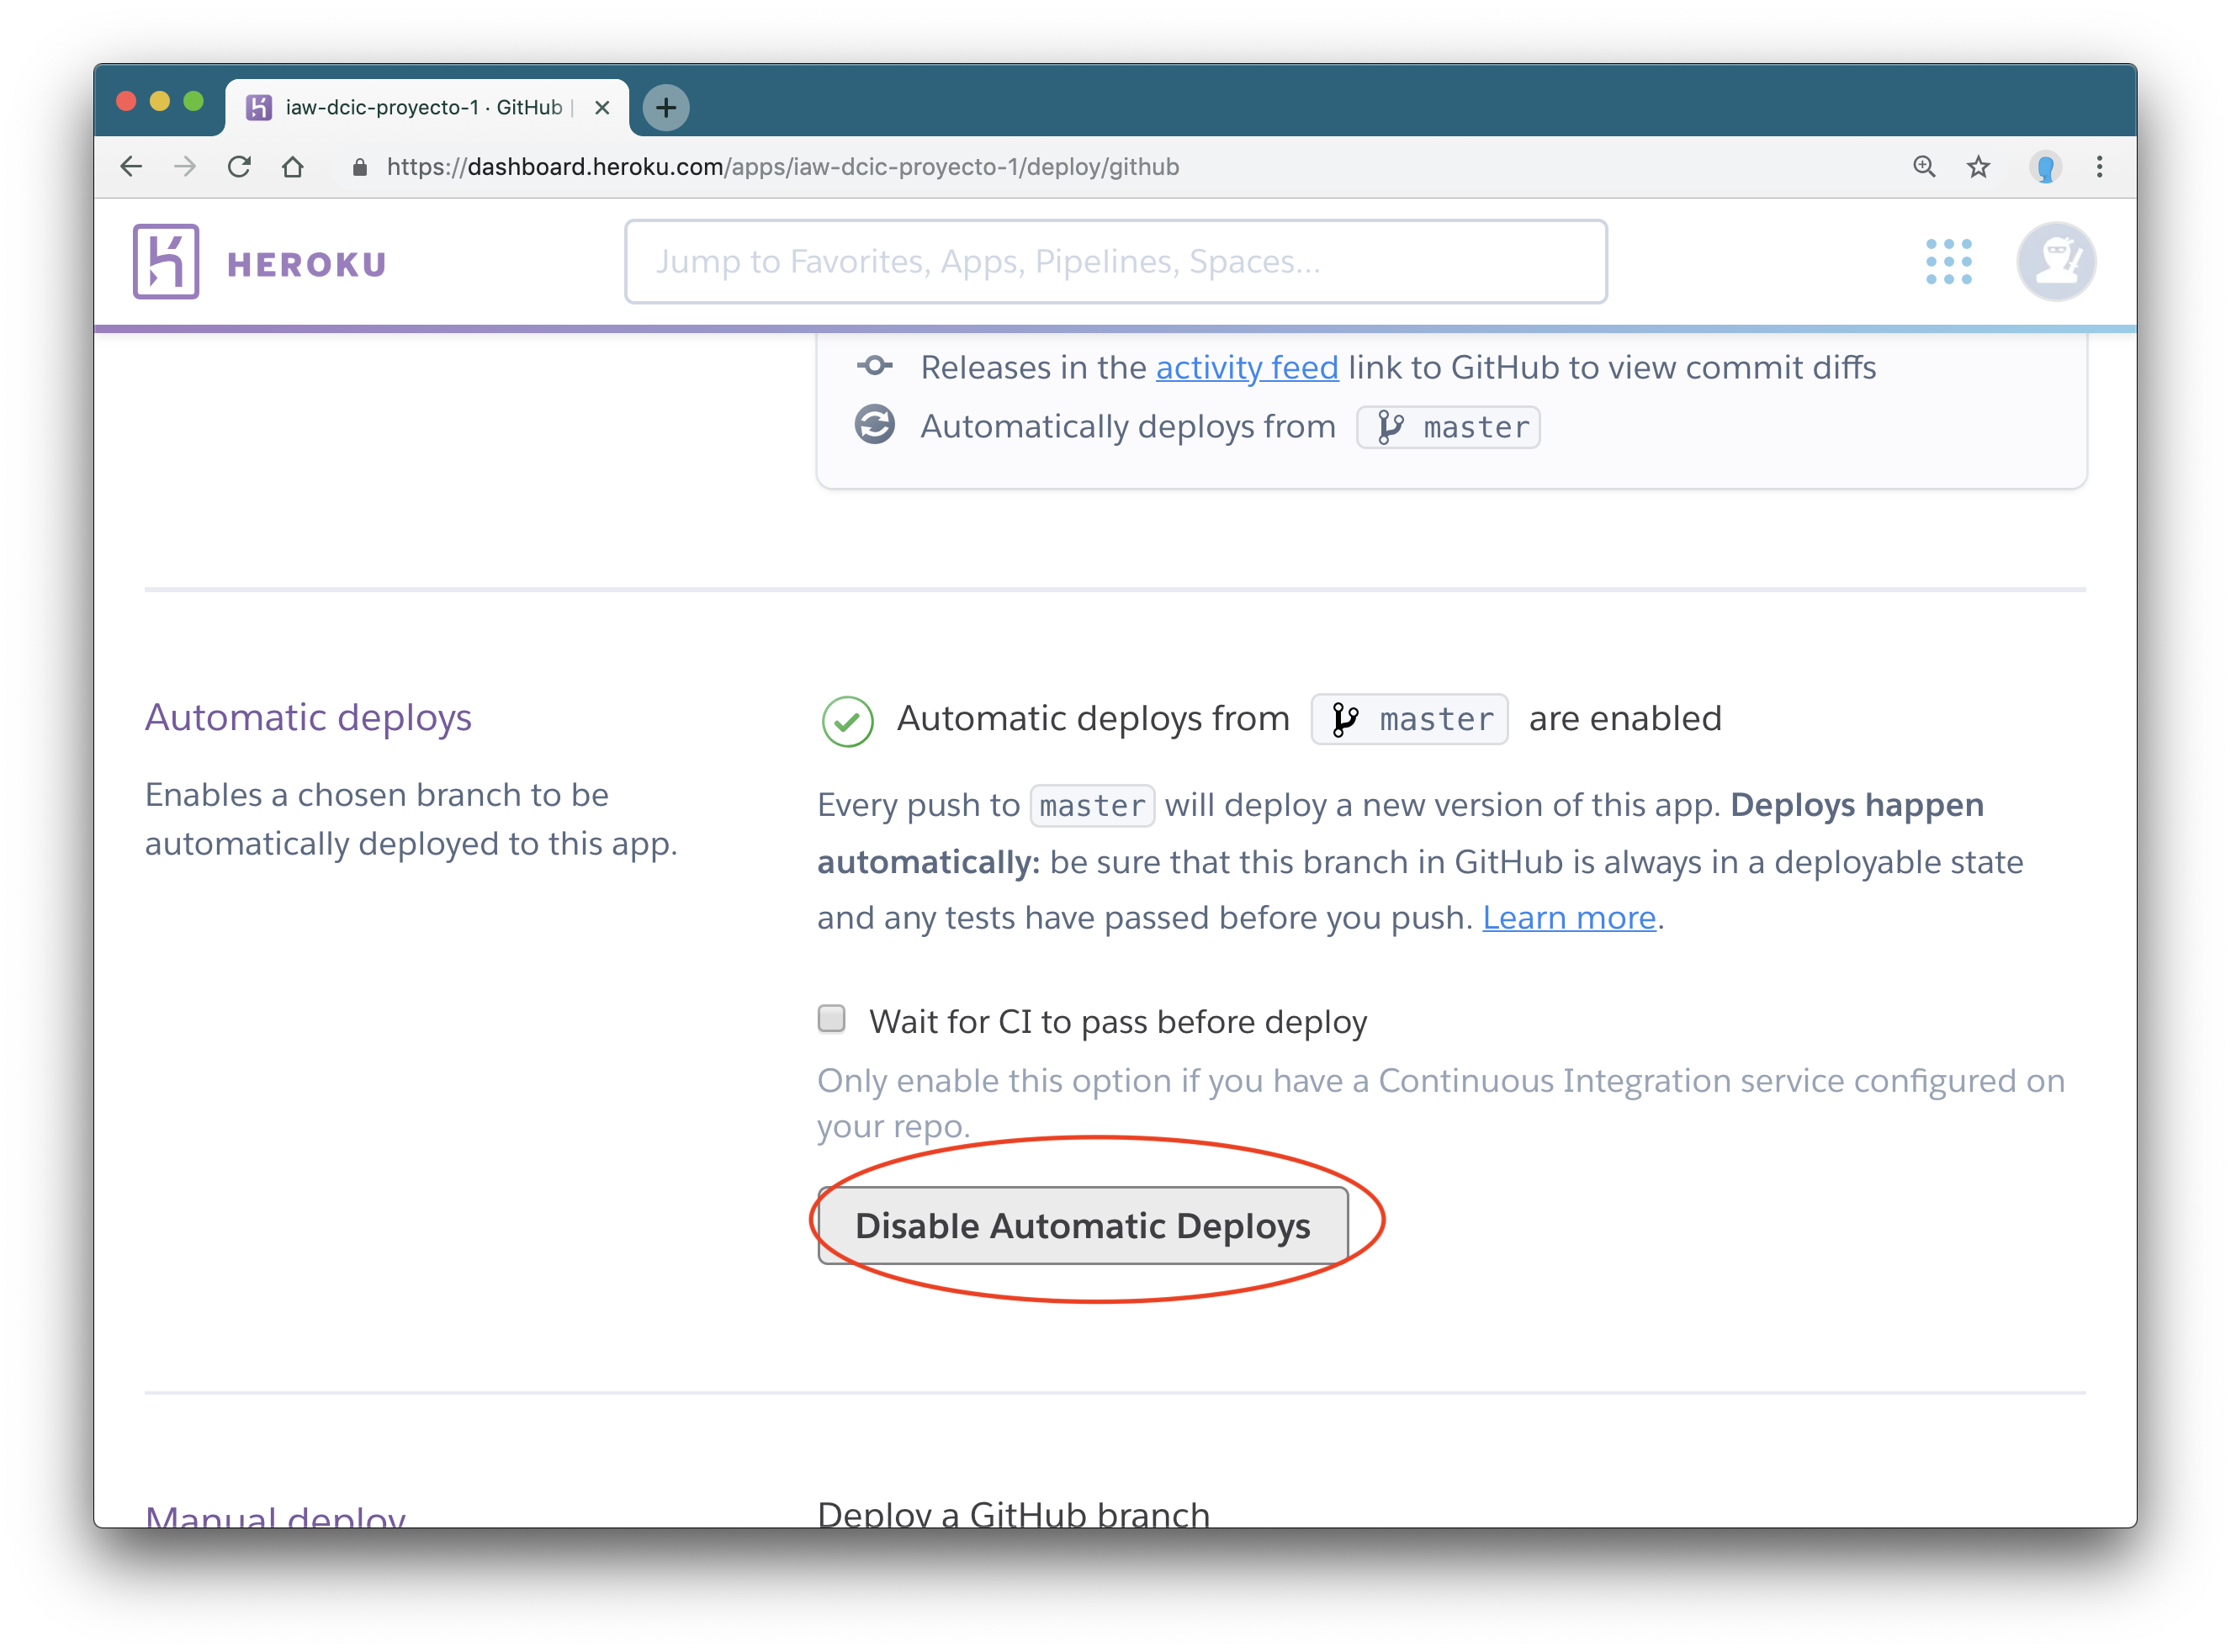 iaw-dcic-proyecto-1 · GitHub |
https://dashboard.heroku.com/apps/iaw-dcic-proyecto-1/deploy/github
HEROKU
Jump to Favorites, Apps, Pipelines, Spaces...
Releases in the activity feed link to GitHub to view commit diffs
Automatically deploys from master
Automatic deploys
Enables a chosen branch to be
automatically deployed to this app.
Automatic deploys from master are enabled
Every push to master will deploy a new version of this app. Deploys happen
automatically: be sure that this branch in GitHub is always in a deployable state
and any tests have passed before you push. Learn more.
Wait for CI to pass before deploy
Only enable this option if you have a Continuous Integration service configured on
your repo.
Disable Automatic Deploys
Manual deploy
Deploy a GitHub branch